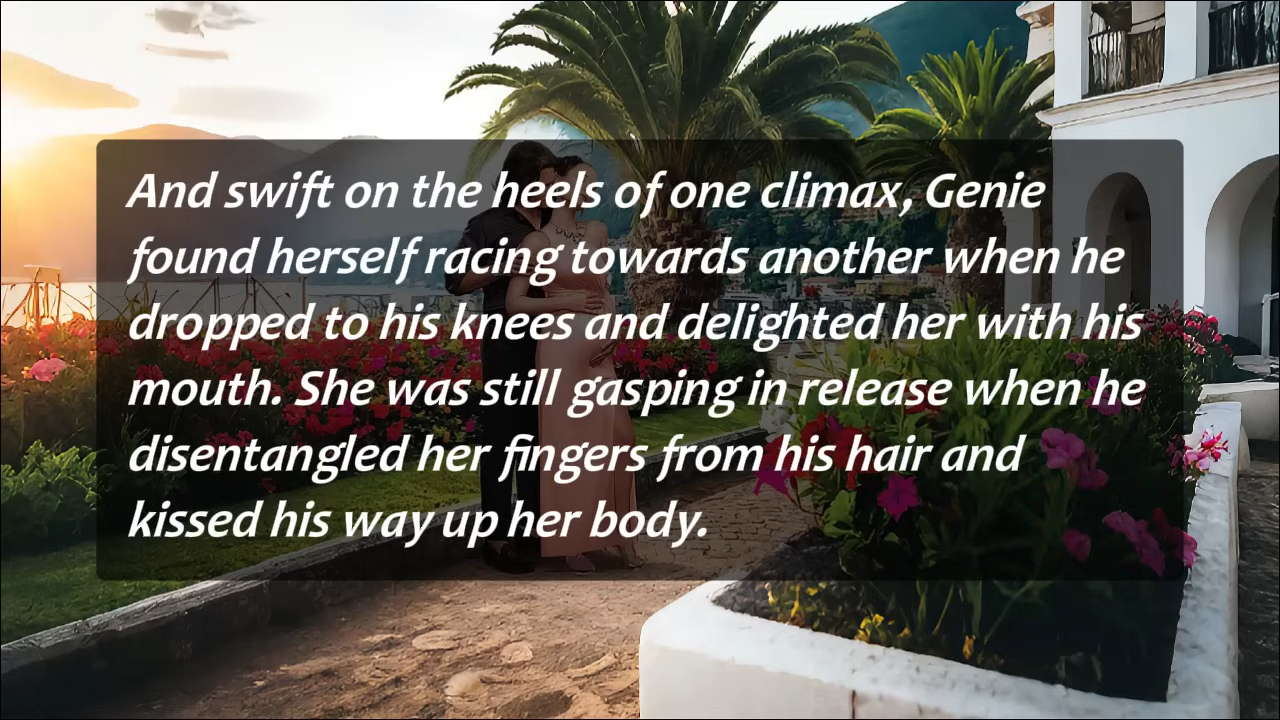 And swift on the heels of one climax, Genie
found herself racing towards another when he
dropped to his knees and delighted her with his
mouth. She was still gasping in release when he
disentangled her fingers from his hair and
kissed his way up her body.